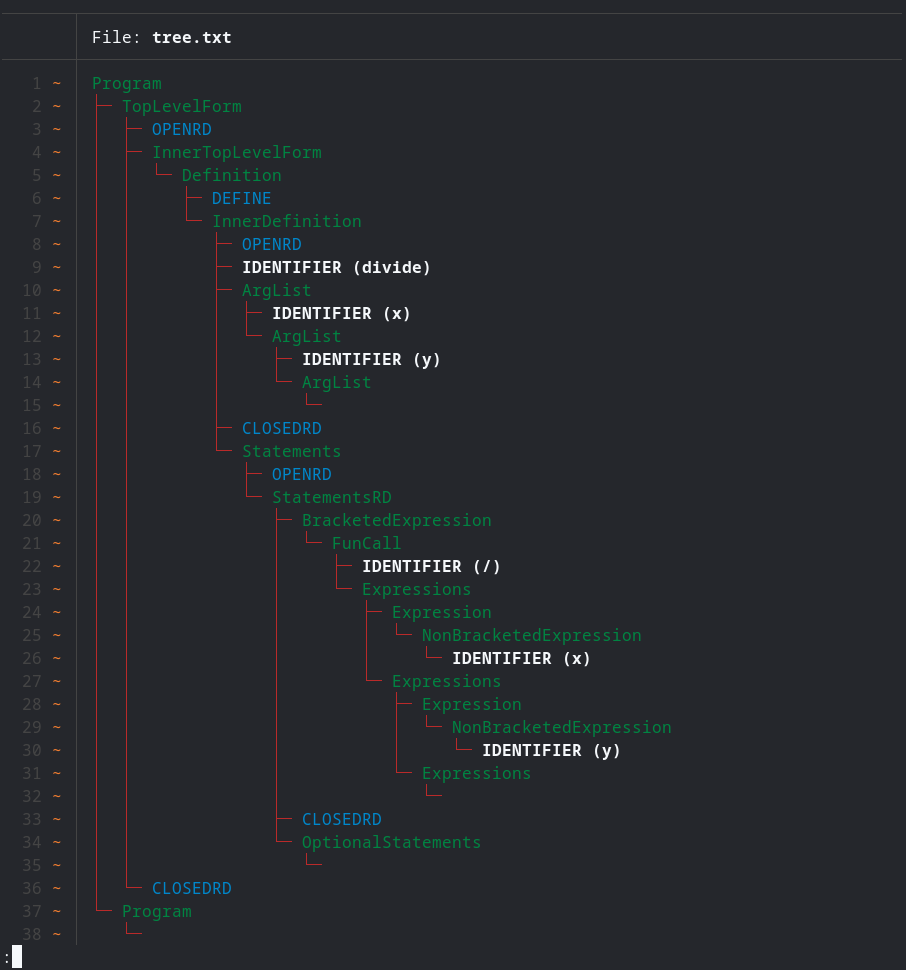 File: tree.txt
1 ~ Program
2 ~ ├─ TopLevelForm
3 ~ │  ├─ OPENRD
4 ~ │  ├─ InnerTopLevelForm
5 ~ │  │  └─ Definition
6 ~ │  │     ├─ DEFINE
7 ~ │  │     └─ InnerDefinition
8 ~ │  │        ├─ OPENRD
9 ~ │  │        ├─ IDENTIFIER (divide)
10 ~ │  │        ├─ ArgList
11 ~ │  │        │  ├─ IDENTIFIER (x)
12 ~ │  │        │  └─ ArgList
13 ~ │  │        │     ├─ IDENTIFIER (y)
14 ~ │  │        │     └─ ArgList
15 ~ │  │        │        └─
16 ~ │  │        ├─ CLOSEDRD
17 ~ │  │        └─ Statements
18 ~ │  │           ├─ OPENRD
19 ~ │  │           └─ StatementsRD
20 ~ │  │              ├─ BracketedExpression
21 ~ │  │              │  └─ FunCall
22 ~ │  │              │     ├─ IDENTIFIER (/)
23 ~ │  │              │     └─ Expressions
24 ~ │  │              │        ├─ Expression
25 ~ │  │              │        │  └─ NonBracketedExpression
26 ~ │  │              │        │     └─ IDENTIFIER (x)
27 ~ │  │              │        └─ Expressions
28 ~ │  │              │           ├─ Expression
29 ~ │  │              │           │  └─ NonBracketedExpression
30 ~ │  │              │           │     └─ IDENTIFIER (y)
31 ~ │  │              │           └─ Expressions
32 ~ │  │              │              └─
33 ~ │  │              ├─ CLOSEDRD
34 ~ │  │              └─ OptionalStatements
35 ~ │  │                 └─
36 ~ │  └─ CLOSEDRD
37 ~ └─ Program
38 ~    └─
: